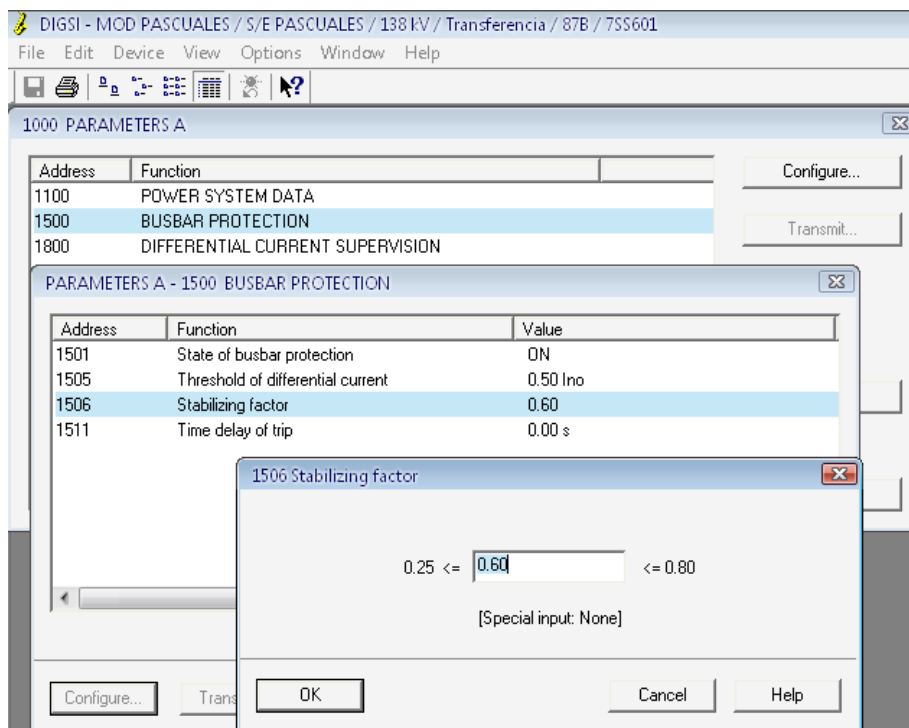 DIGSI - MOD PASCUALES / S/E PASCUALES / 138 kV / Transferencia / 87B / 7SS601
File Edit Device View Options Window Help
1000 PARAMETERS A
Address Function
Configure...
1100 POWER SYSTEM DATA
1500 BUSBAR PROTECTION
Transmit...
1800 DIFFERENTIAL CURRENT SUPERVISION
PARAMETERS A - 1500 BUSBAR PROTECTION
Address Function Value
1501 State of busbar protection ON
1505 Threshold of differential current 0.50 Ino
1506 Stabilizing factor 0.60
1511 Time delay of trip 0.00 s
1506 Stabilizing factor
0.25 <= 0.60 <= 0.80
[Special input: None]
Configure... Trans
OK Cancel Help